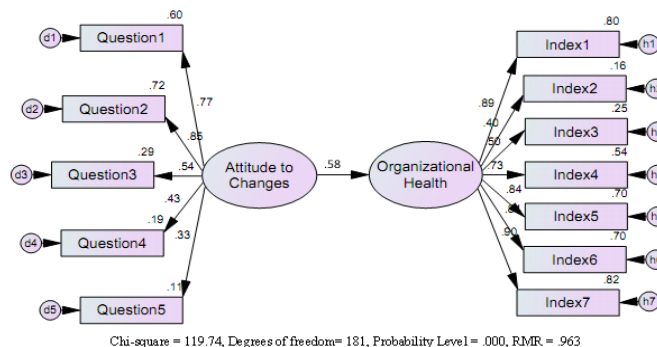 .60
d1
Question1
.77
.72
d2
Question2
.85
.29
d3
Question3
.54
.43
.19
d4
Question4
.33
.11
d5
Question5
Attitude to
Changes
.58
Organizational
Health
.80
Index1
h1
.89
.16
Index2
.40
.25
Index3
.50
.54
Index4
.73
.70
Index5
.84
.70
Index6
.90
.82
Index7
h7
Chi-square = 119.74, Degrees of freedom= 181, Probability Level = .000, RMR = .963